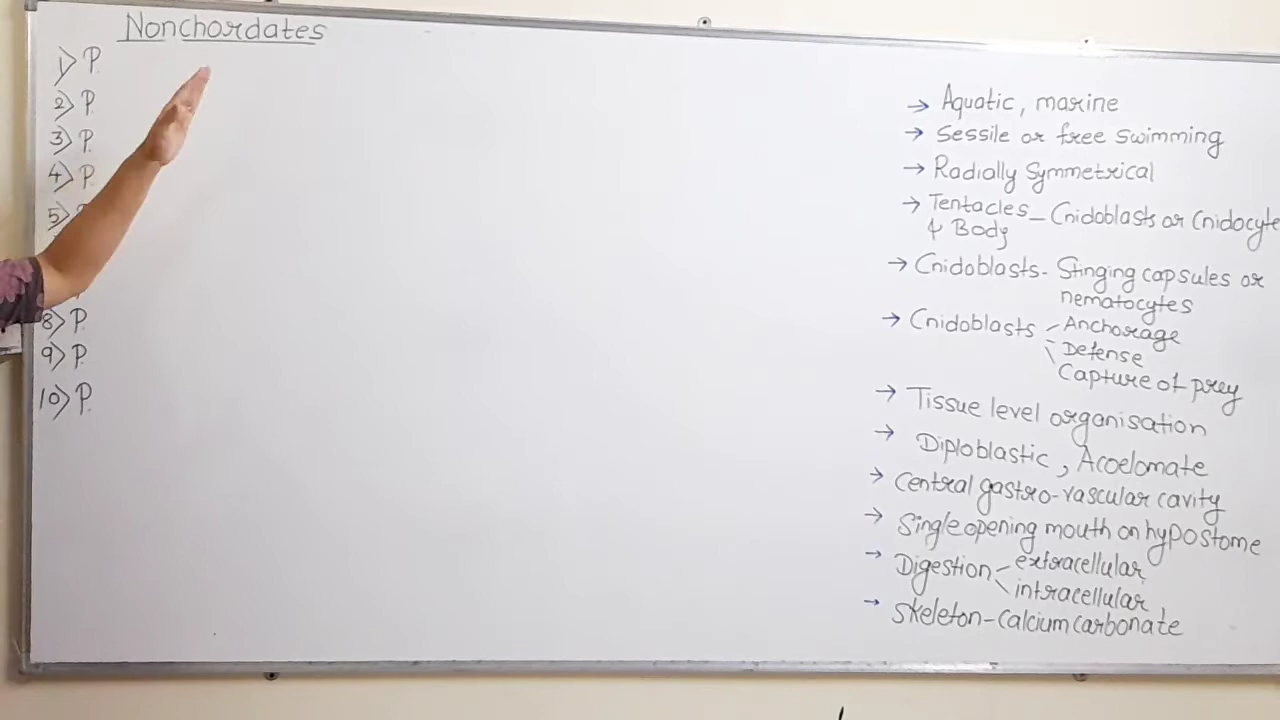 Nonchordates
1> P.
2> P.
3> P.
4> P.
5>
8> P.
9> P.
10> P.
→ Aquatic, marine
→ Sessile or free swimming
→ Radially Symmetrical
→ Tentacles - Cnidoblasts or Cnidocyte
& Body
→ Cnidoblasts - Stinging capsules or
nematocytes
→ Cnidoblasts - Anchorage
- Defense
\ Capture of prey
→ Tissue level organisation
→ Diploblastic, Acoelomate
→ Central gastro-vascular cavity
→ Single opening mouth on hypostome
→ Digestion - extracellular
\ intracellular
→ Skeleton - Calcium carbonate